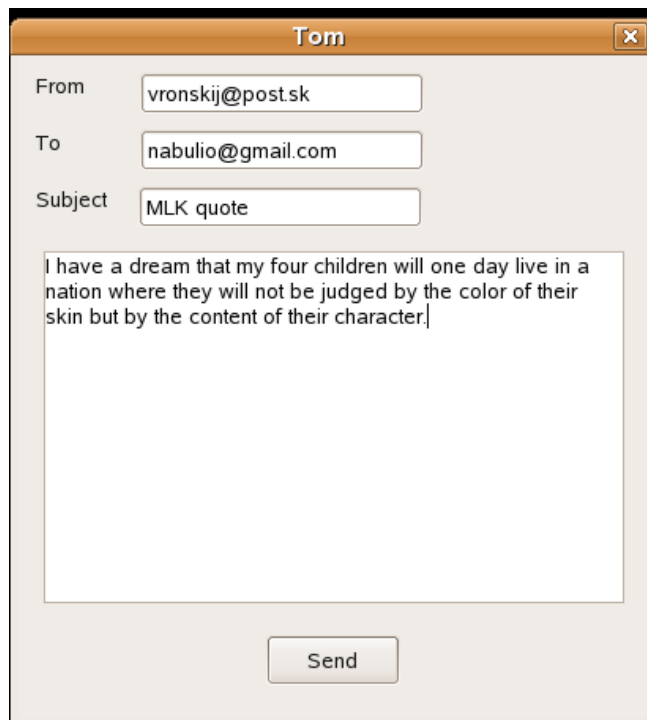 Tom
From
vronskij@post.sk
To
nabulio@gmail.com
Subject
MLK quote
I have a dream that my four children will one day live in a
nation where they will not be judged by the color of their
skin but by the content of their character.
Send